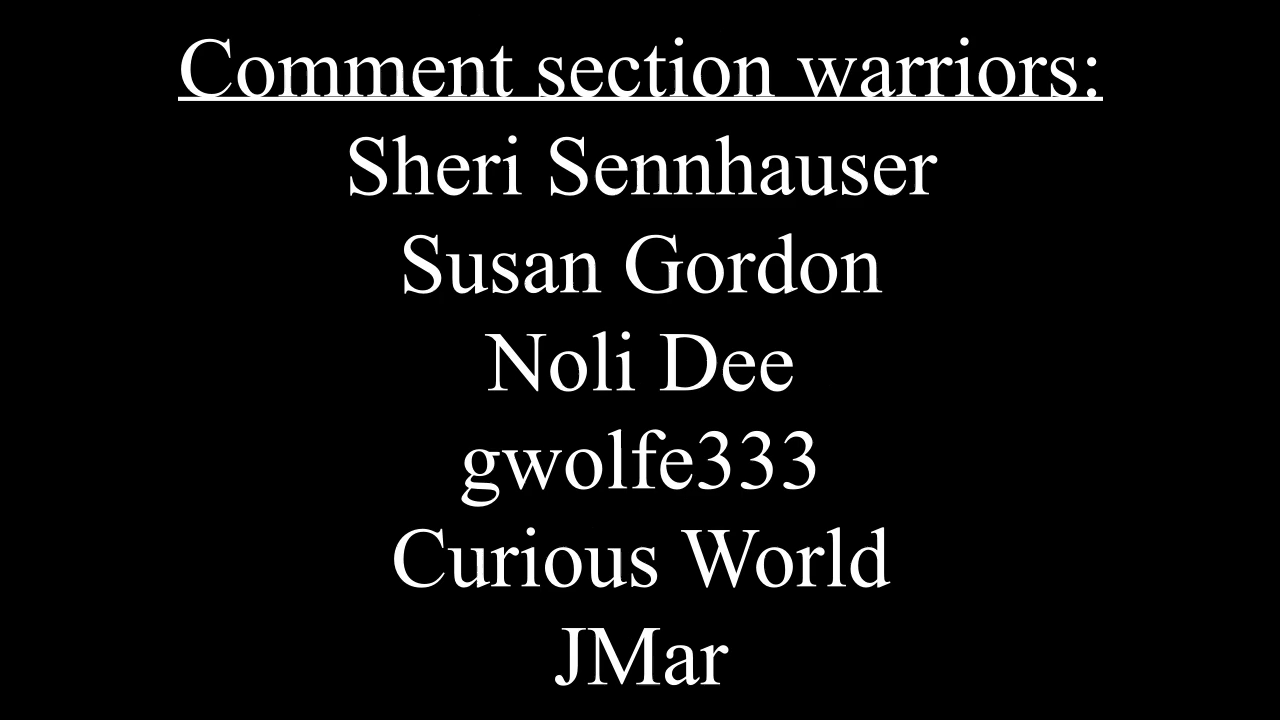 Comment section warriors:
Sheri Sennhauser
Susan Gordon
Noli Dee
gwolfe333
Curious World
JMar